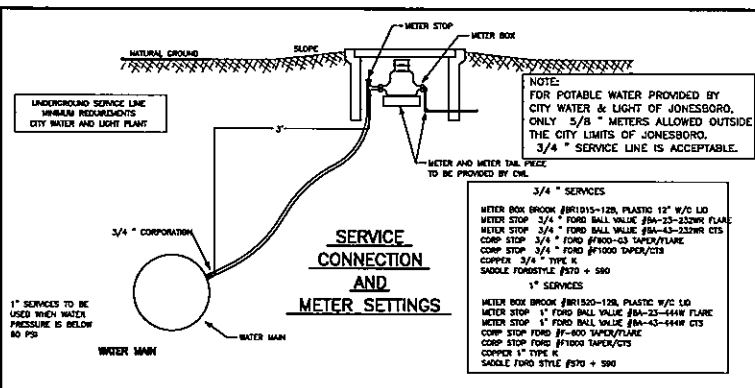 METER STOP
METER BOX
NATURAL GROUND
SLOPE
UNDERGROUND SERVICE LINE
MINIMUM REQUIREMENTS
CITY WATER AND LIGHT PLANT
NOTE:
FOR POTABLE WATER PROVIDED BY
CITY WATER & LIGHT OF JONESBORO,
ONLY 5/8 " METERS ALLOWED OUTSIDE
THE CITY LIMITS OF JONESBORO.
3/4 " SERVICE LINE IS ACCEPTABLE.
3'
METER AND METER TAIL PIECE
TO BE PROVIDED BY CWL
3/4 " CORPORATION
SERVICE
CONNECTION
AND
METER SETTINGS
1" SERVICES TO BE
USED WHEN WATER
PRESSURE IS BELOW
PSI
WATER MAIN
WATER MAIN
3/4 " SERVICES
METER BOX BROOK #BR1015-12B, PLASTIC 12" W/C LID
METER STOP 3/4 " FORD BALL VALUE #BA-23-232WR FLARE
METER STOP 3/4 " FORD BALL VALUE #BA-43-232WR CTS
CORP STOP 3/4 " FORD TAPER/FLARE
CORP STOP 3/4 " FORD #F1000 TAPER/CTS
COPPER 3/4 " TYPE K
SADDLE FORDSTYLE #S70 + S90
1" SERVICES
METER BOX BROOK #BR1520-12B, PLASTIC W/C LID
METER STOP 1" FORD BALL VALUE #BA-23-444W FLARE
METER STOP 1" FORD BALL VALUE #BA-43-444W CTS
CORP STOP FORD #F-600 TAPER/FLARE
CORP STOP FORD #F1000 TAPER/CTS
COPPER 1" TYPE K
SADDLE FORD STYLE #S70 + S90